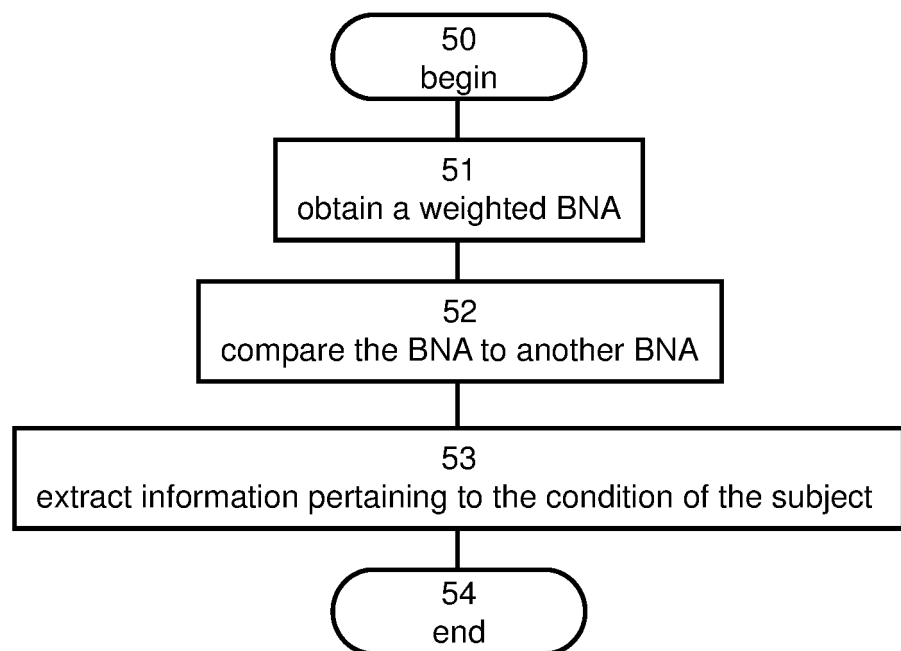 50
begin
51
obtain a weighted BNA
52
compare the BNA to another BNA
53
extract information pertaining to the condition of the subject
54
end